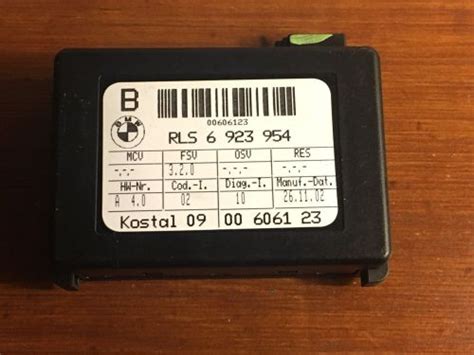 B
BMW
00606123
RLS 6 923 954
MCV FSV OSV RES
-.- 3.2.0 -.-.- -.-
HW-Nr. Cod.-I. Diag.-I. Manut.-Dat.
A 4.0 02 10 26.11.02
Kostal 09 00 6061 23